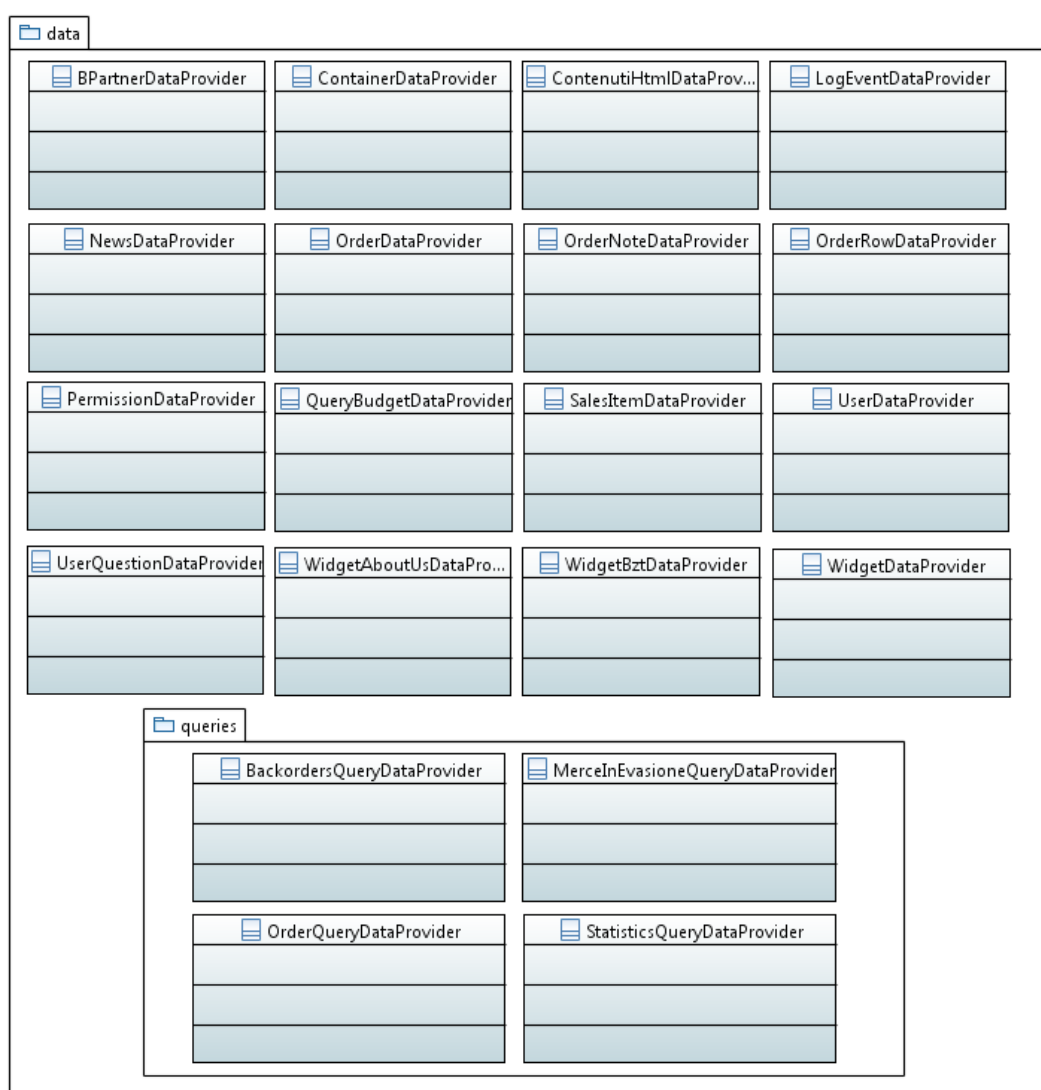 data
BPartnerDataProvider
ContainerDataProvider
ContenutiHtmlDataProv...
LogEventDataProvider
NewsDataProvider
OrderDataProvider
OrderNoteDataProvider
OrderRowDataProvider
PermissionDataProvider
QueryBudgetDataProvider
SalesItemDataProvider
UserDataProvider
UserQuestionDataProvider
WidgetAboutUsDataPro...
WidgetBztDataProvider
WidgetDataProvider
queries
BackordersQueryDataProvider
MerceInEvasioneQueryDataProvider
OrderQueryDataProvider
StatisticsQueryDataProvider